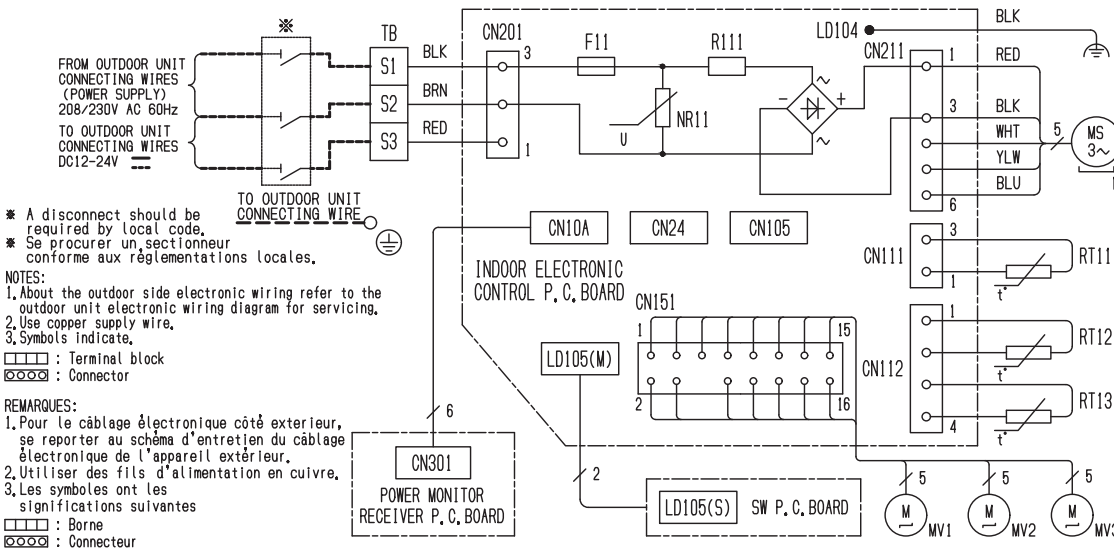 ※
TB
CN201
F11
R111
LD104
BLK
CN211
FROM OUTDOOR UNIT
CONNECTING WIRES
(POWER SUPPLY)
208/230V AC 60Hz
TO OUTDOOR UNIT
CONNECTING WIRES
DC12-24V
S1
S2
S3
BLK
BRN
RED
3
1
NR11
U
~
~
-
+
1
3
6
RED
BLK
WHT
YLW
BLU
5
MS
3~
TO OUTDOOR UNIT
CONNECTING WIRE
※ A disconnect should be
required by local code.
※ Se procurer un sectionneur
conforme aux règlementations locales.
NOTES:
1. About the outdoor side electronic wiring refer to the
outdoor unit electronic wiring diagram for servicing.
2. Use copper supply wire.
3. Symbols indicate.
: Terminal block
: Connector
REMARQUES:
1. Pour le câblage électronique côté exterieur,
se reporter au schéma d'entretien du câblage
électronique de l'appareil extérieur.
2. Utiliser des fils d'alimentation en cuivre.
3. Les symboles ont les
significations suivantes
: Borne
: Connecteur
CN10A
CN24
CN105
INDOOR ELECTRONIC
CONTROL P.C.BOARD
CN111
3
1
RT11
t°
CN151
1
15
2
16
LD105(M)
CN112
1
4
RT12
t°
RT13
t°
6
CN301
POWER MONITOR
RECEIVER P.C.BOARD
2
LD105(S)
SW P.C.BOARD
5
5
5
M
MV1
M
MV2
M